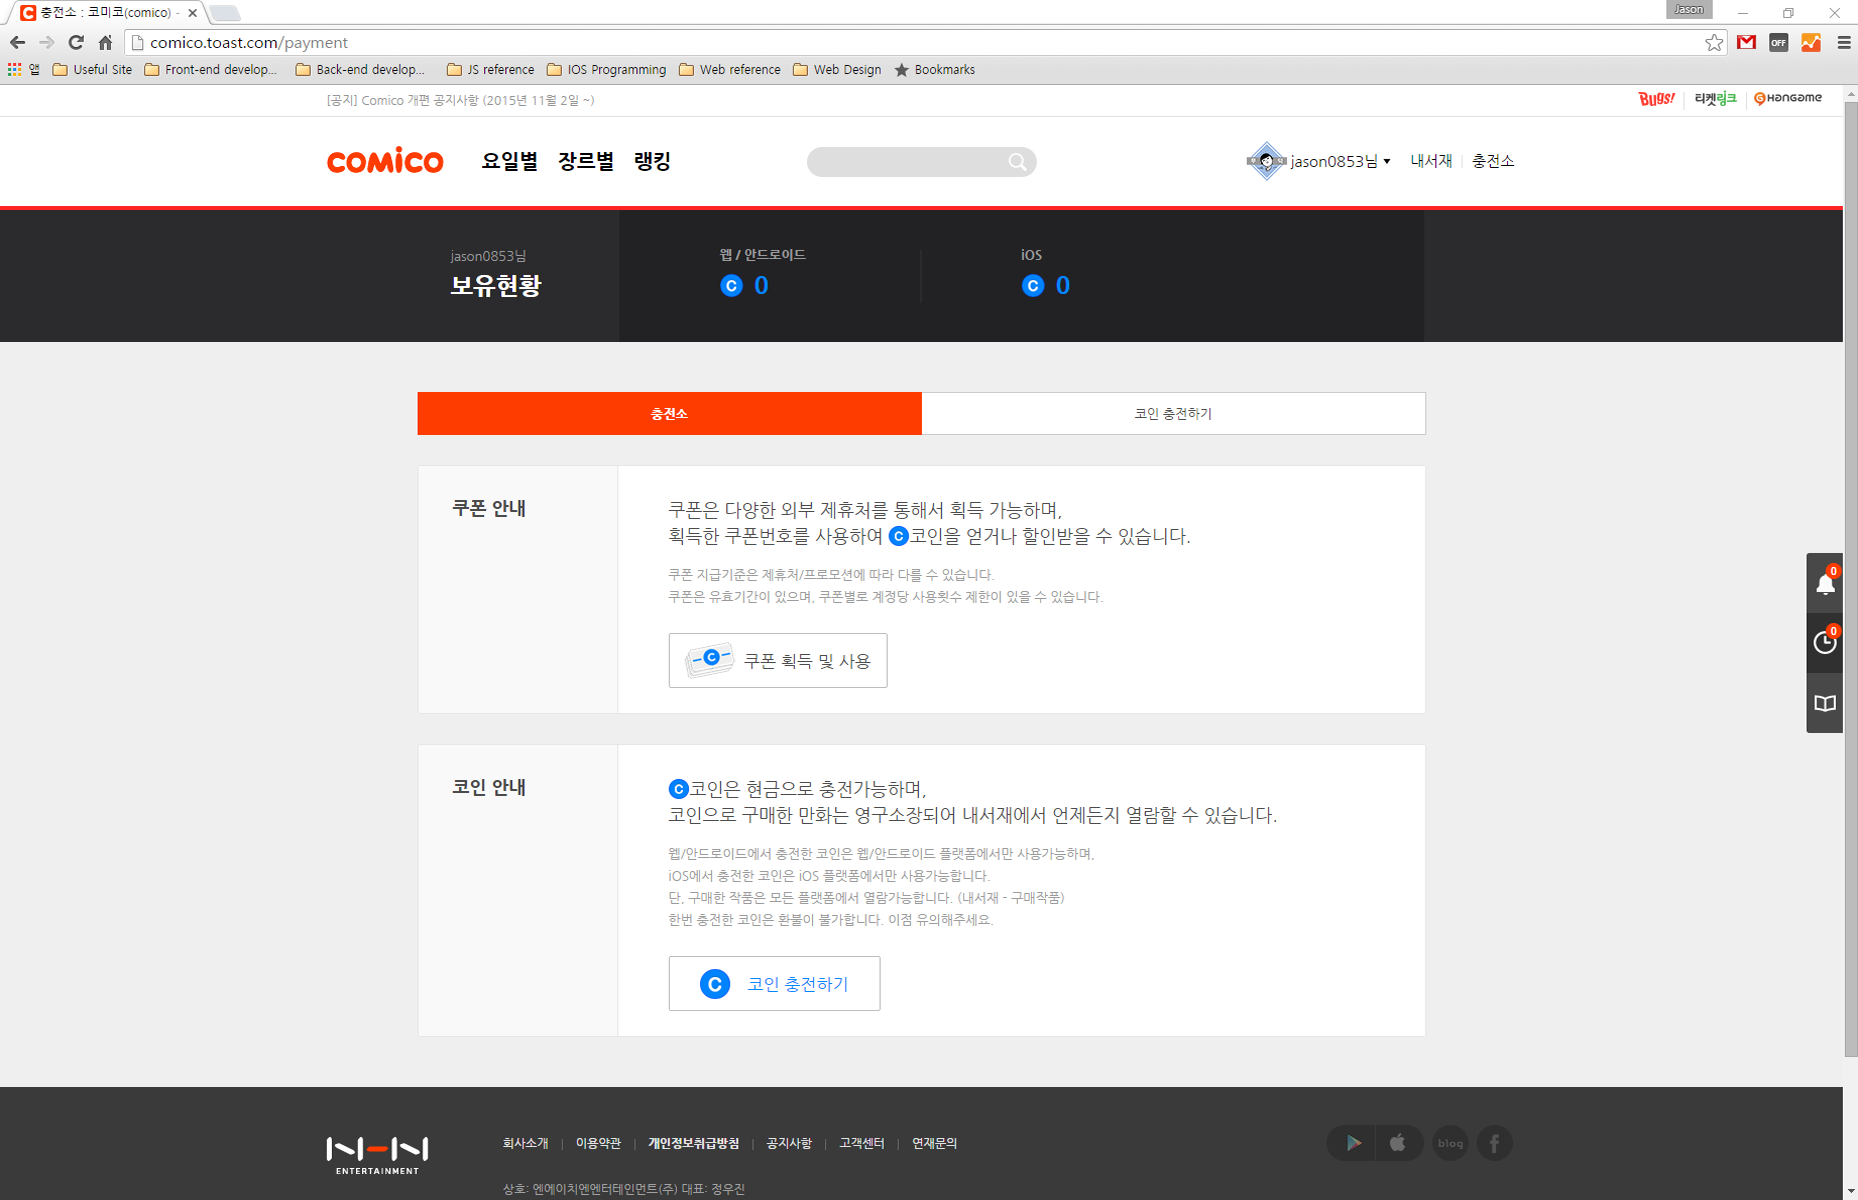 충전소 : 코미코(comico) -
Jason
comico.toast.com/payment
OFF
앱 Useful Site Front-end develop... Back-end develop... JS reference IOS Programming Web reference Web Design Bookmarks
[공지] Comico 개편 공지사항 (2015년 11월 2일 ~)
Bugs! 티켓링크 Hangame
comico 요일별 장르별 랭킹
jason0853님 내서재 충전소
jason0853님
보유현황
웹 / 안드로이드
C 0
iOS
C 0
충전소 코인 충전하기
쿠폰 안내
쿠폰은 다양한 외부 제휴처를 통해서 획득 가능하며,
획득한 쿠폰번호를 사용하여 C코인을 얻거나 할인받을 수 있습니다.
쿠폰 지급기준은 제휴처/프로모션에 따라 다를 수 있습니다.
쿠폰은 유효기간이 있으며, 쿠폰별로 계정당 사용횟수 제한이 있을 수 있습니다.
C 쿠폰 획득 및 사용
0
0
코인 안내
C코인은 현금으로 충전가능하며,
코인으로 구매한 만화는 영구소장되어 내서재에서 언제든지 열람할 수 있습니다.
웹/안드로이드에서 충전한 코인은 웹/안드로이드 플랫폼에서만 사용가능하며,
iOS에서 충전한 코인은 iOS 플랫폼에서만 사용가능합니다.
단, 구매한 작품은 모든 플랫폼에서 열람가능합니다. (내서재 - 구매작품)
한번 충전한 코인은 환불이 불가합니다. 이점 유의해주세요.
C 코인 충전하기
NHN
ENTERTAINMENT
회사소개 | 이용약관 | 개인정보취급방침 | 공지사항 | 고객센터 | 연재문의
blog
상호: 엔에이치엔엔터테인먼트(주) 대표: 정우진